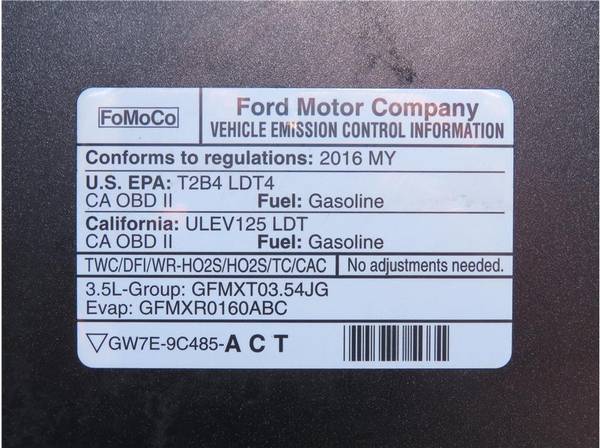 FoMoCo
Ford Motor Company
VEHICLE EMISSION CONTROL INFORMATION
Conforms to regulations: 2016 MY
U.S. EPA: T2B4 LDT4
CA OBD II Fuel: Gasoline
California: ULEV125 LDT
CA OBD II Fuel: Gasoline
TWC/DFI/WR-HO2S/HO2S/TC/CAC No adjustments needed.
3.5L-Group: GFMXT03.54JG
Evap: GFMXR0160ABC
▽GW7E-9C485-A C T